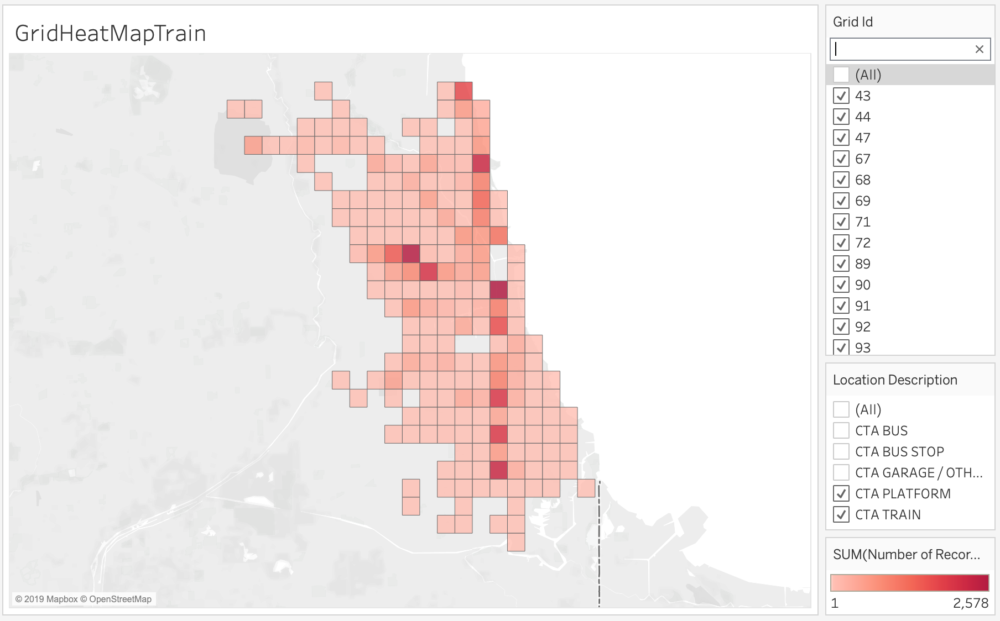 GridHeatMapTrain
© 2019 Mapbox © OpenStreetMap
Grid Id
(All)
43
44
47
67
68
69
71
72
89
90
91
92
93
Location Description
(All)
CTA BUS
CTA BUS STOP
CTA GARAGE / OTH...
CTA PLATFORM
CTA TRAIN
SUM(Number of Recor...
1 2,578